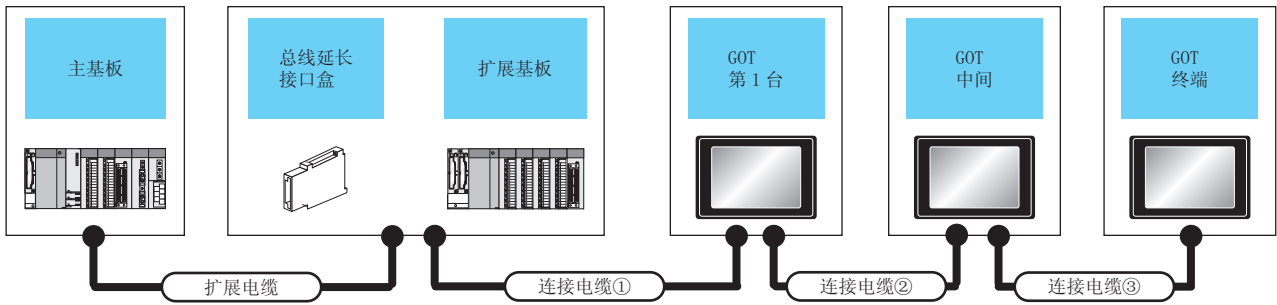 主基板
总线延长
接口盒
扩展基板
GOT
第1台
GOT
中间
GOT
终端
扩展电缆
连接电缆①
连接电缆②
连接电缆③